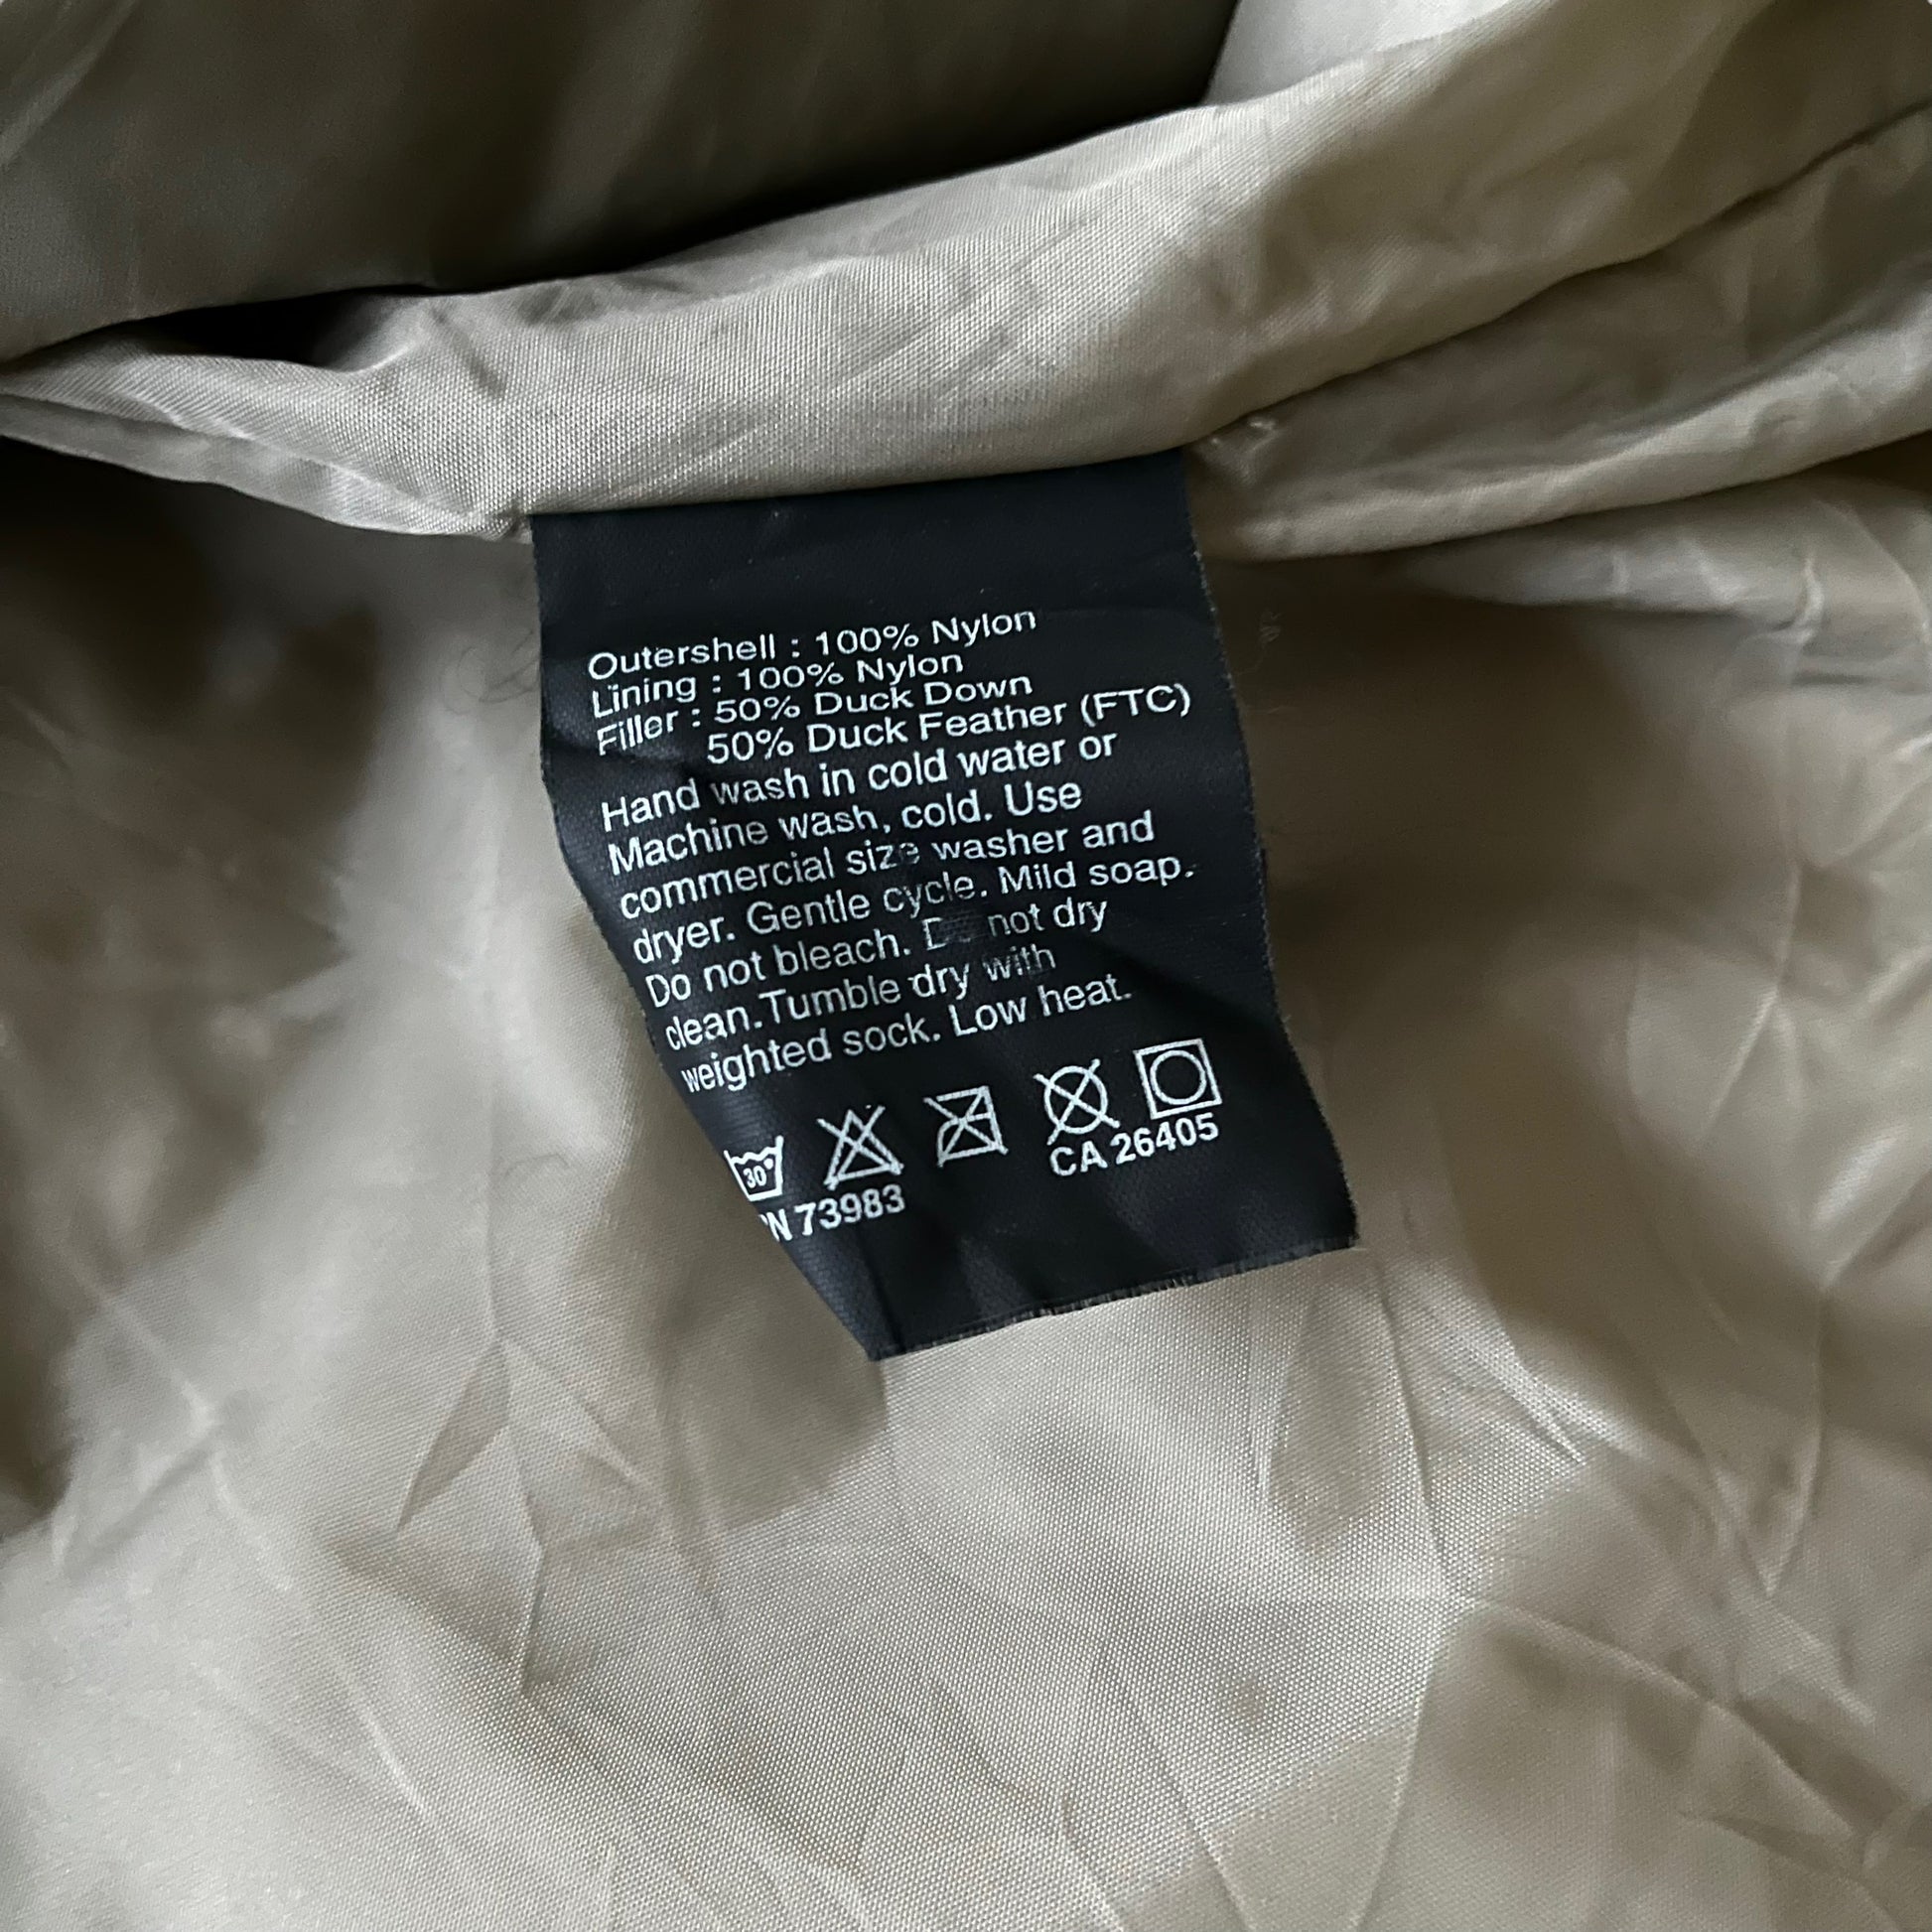 Outershell : 100% Nylon
Lining : 100% Nylon
Filler : 50% Duck Down
50% Duck Feather (FTC)
Hand wash in cold water or
Machine wash, cold. Use
commercial size washer and
dryer. Gentle cycle. Mild soap.
Do not bleach. Do not dry
clean. Tumble dry with
weighted sock. Low heat.
30°
CA 26405
RN 73983